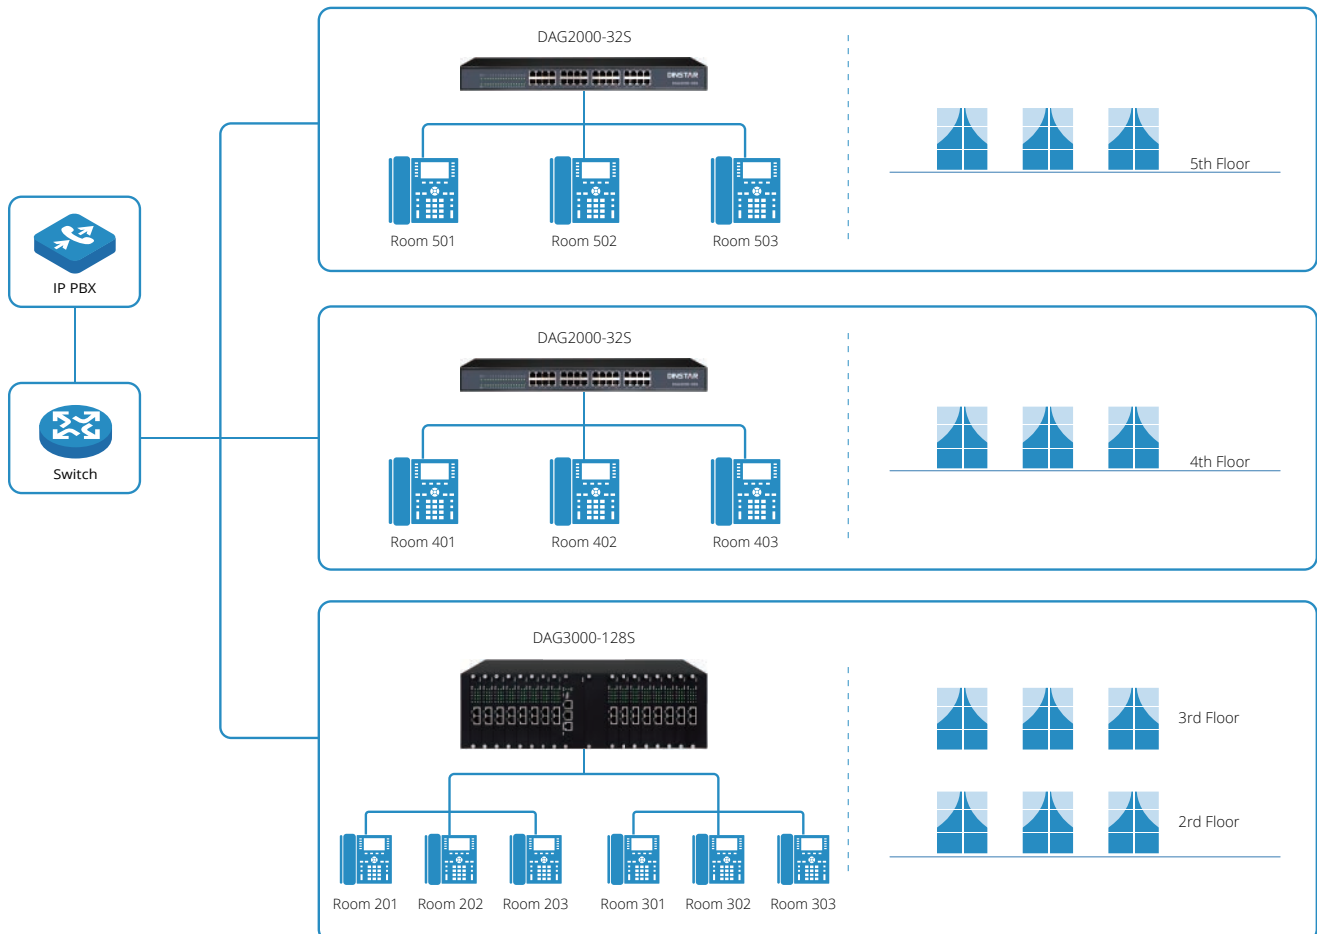 IP PBX
Switch
DAG2000-32S
DINSTAR
Room 501
Room 502
Room 503
5th Floor
DAG2000-32S
DINSTAR
Room 401
Room 402
Room 403
4th Floor
DAG3000-128S
3rd Floor
2rd Floor
Room 201
Room 202
Room 203
Room 301
Room 302
Room 303